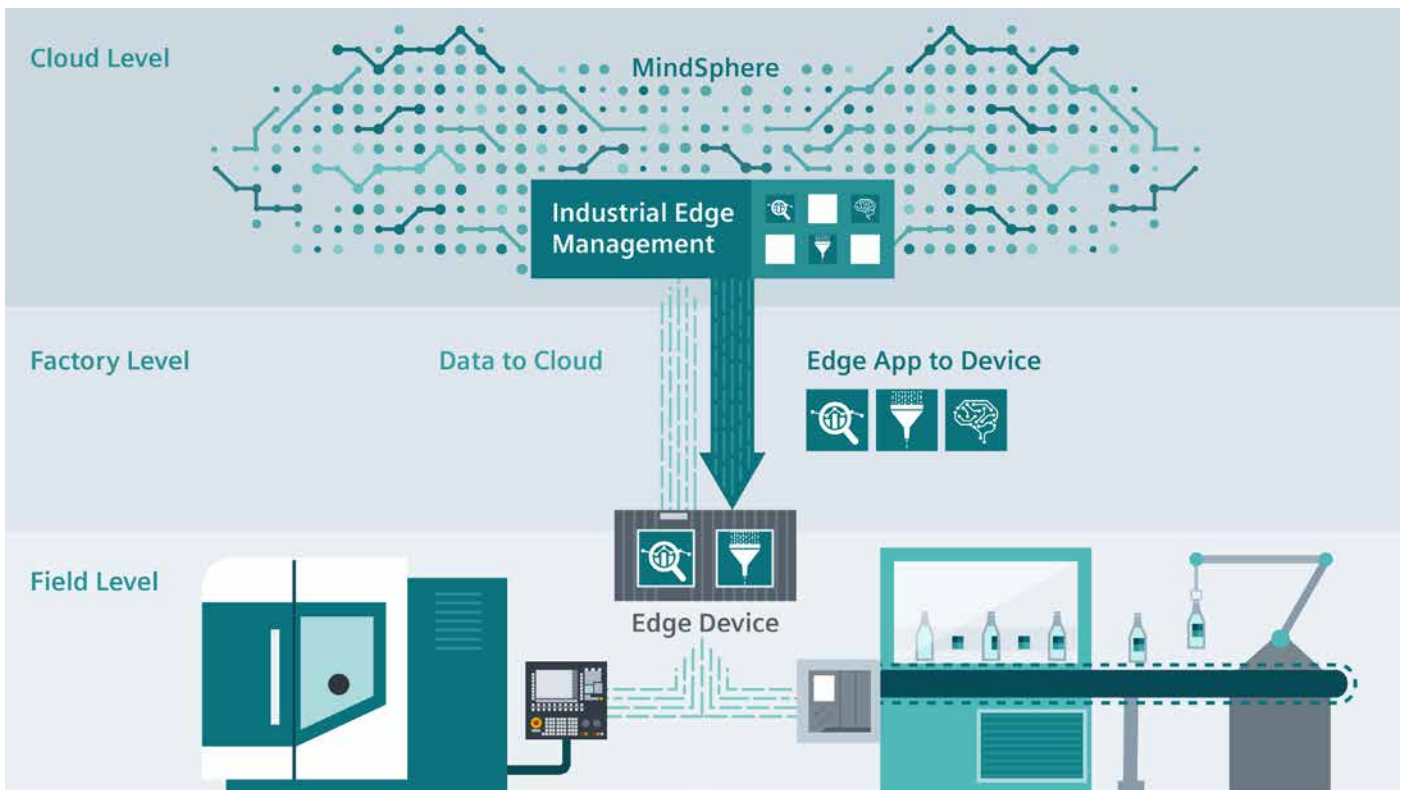 Cloud Level
MindSphere
Industrial Edge
Management
Factory Level
Data to Cloud
Edge App to Device
Field Level
Edge Device